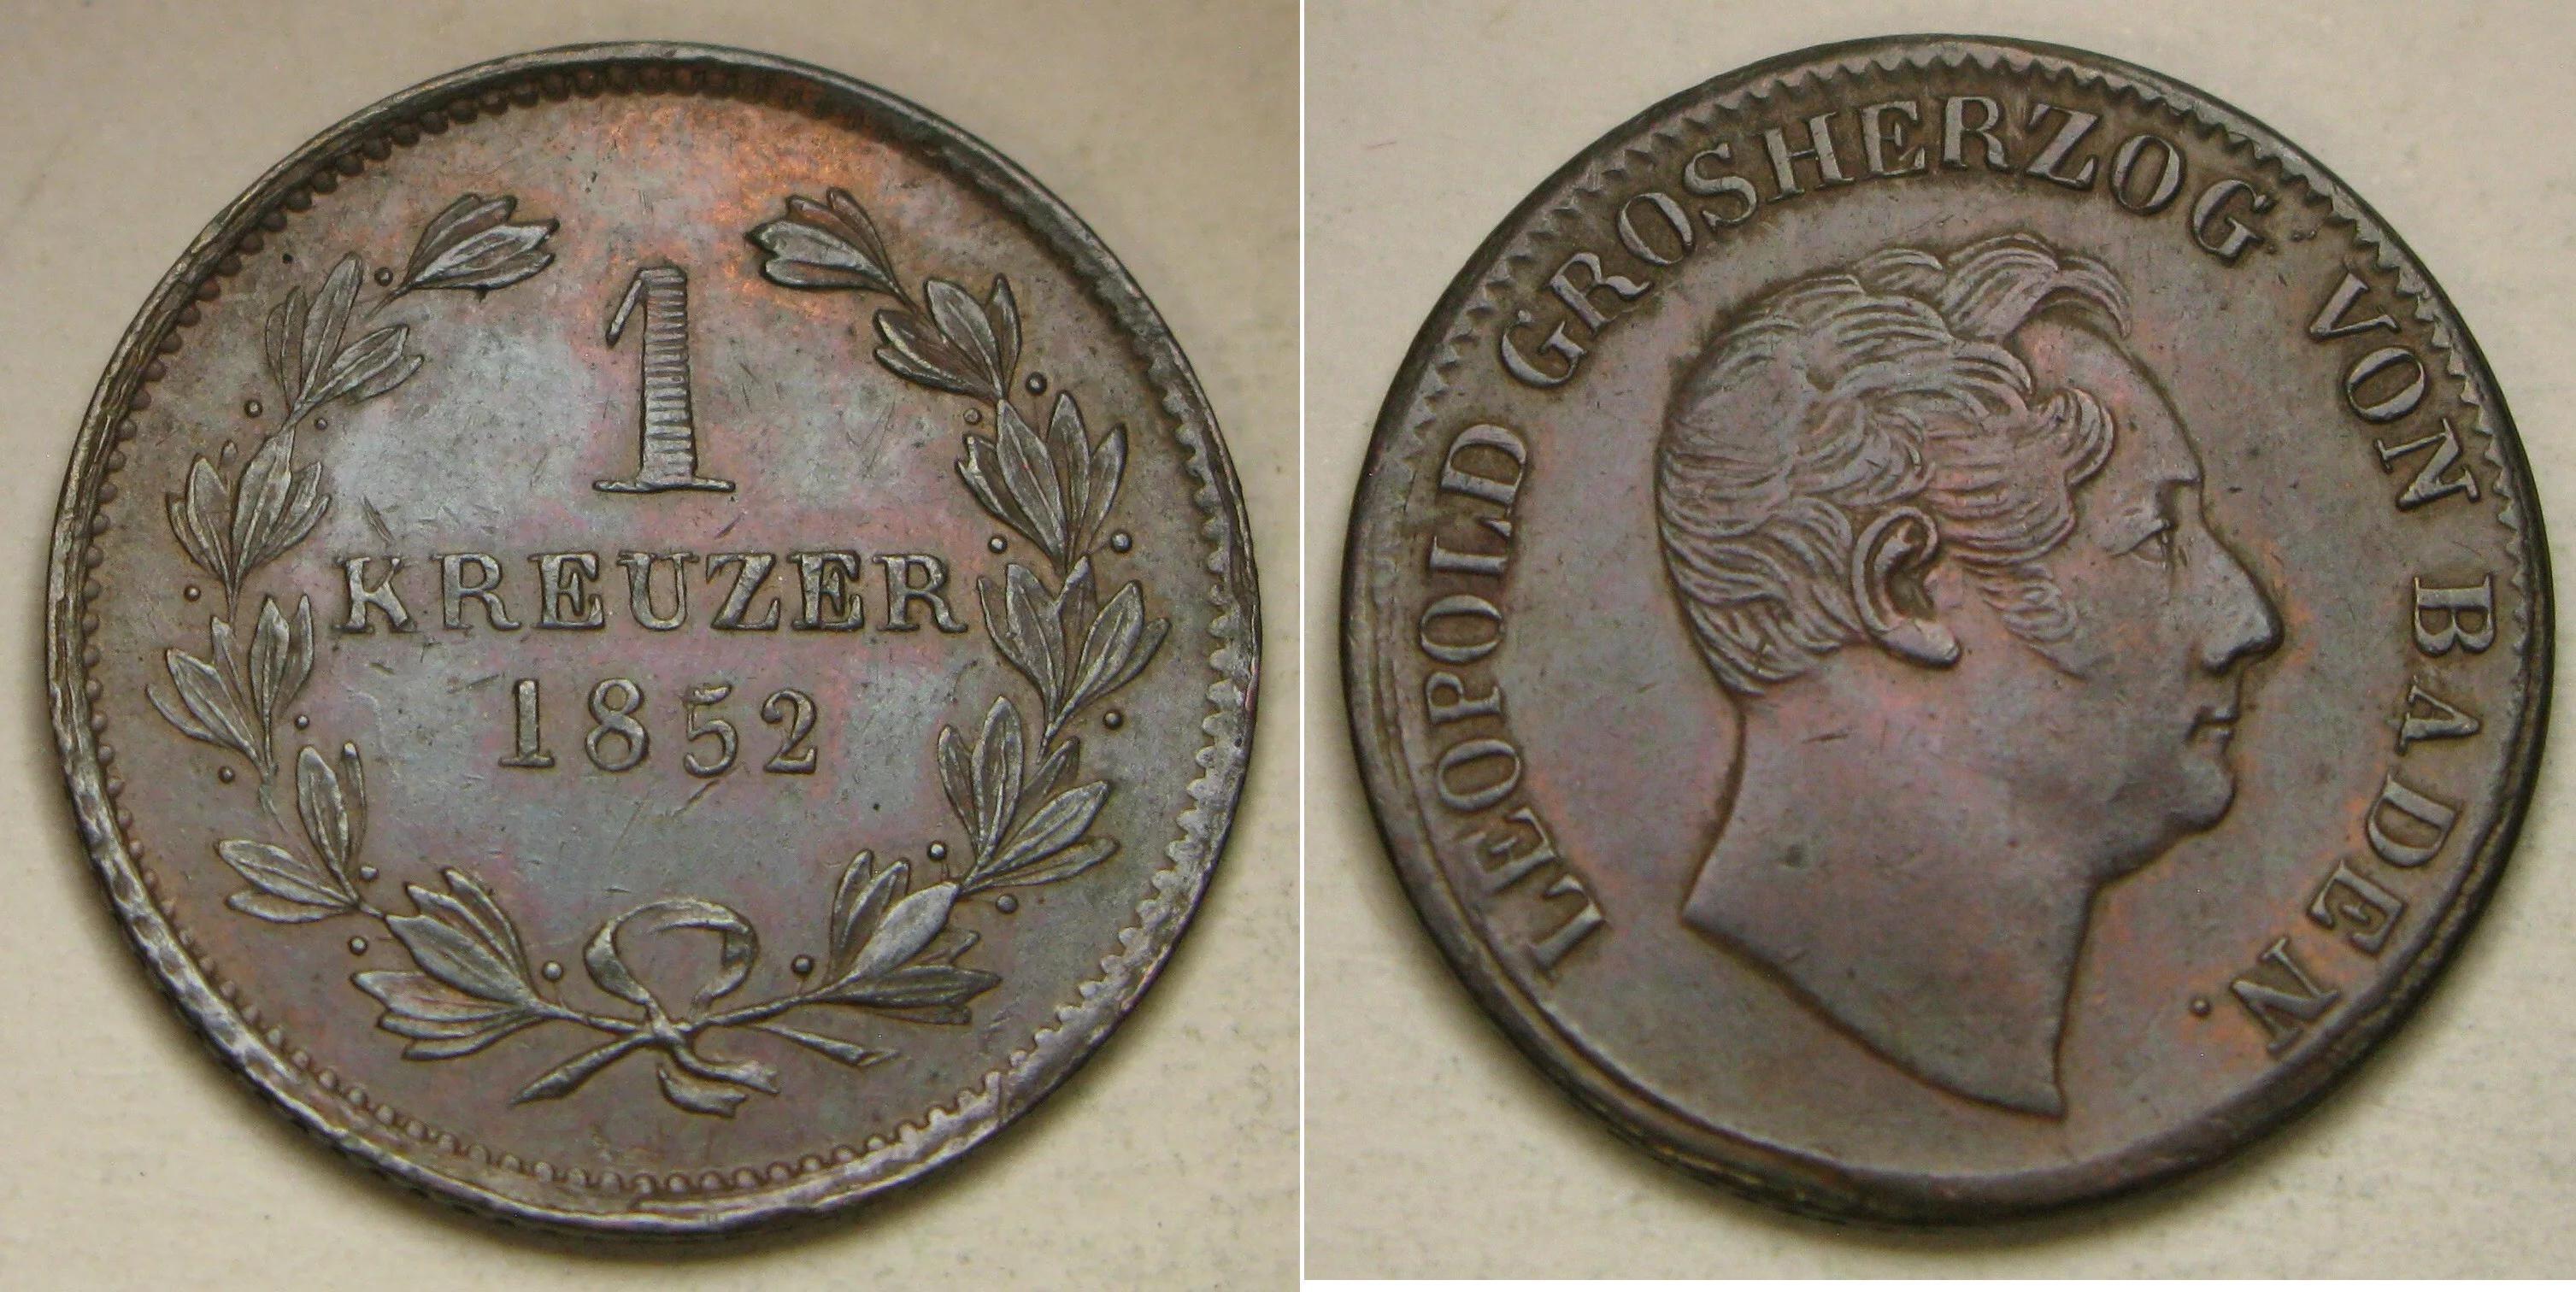 1
KREUZER
1852
LEOPOLD GROSHERZOG VON BADEN.